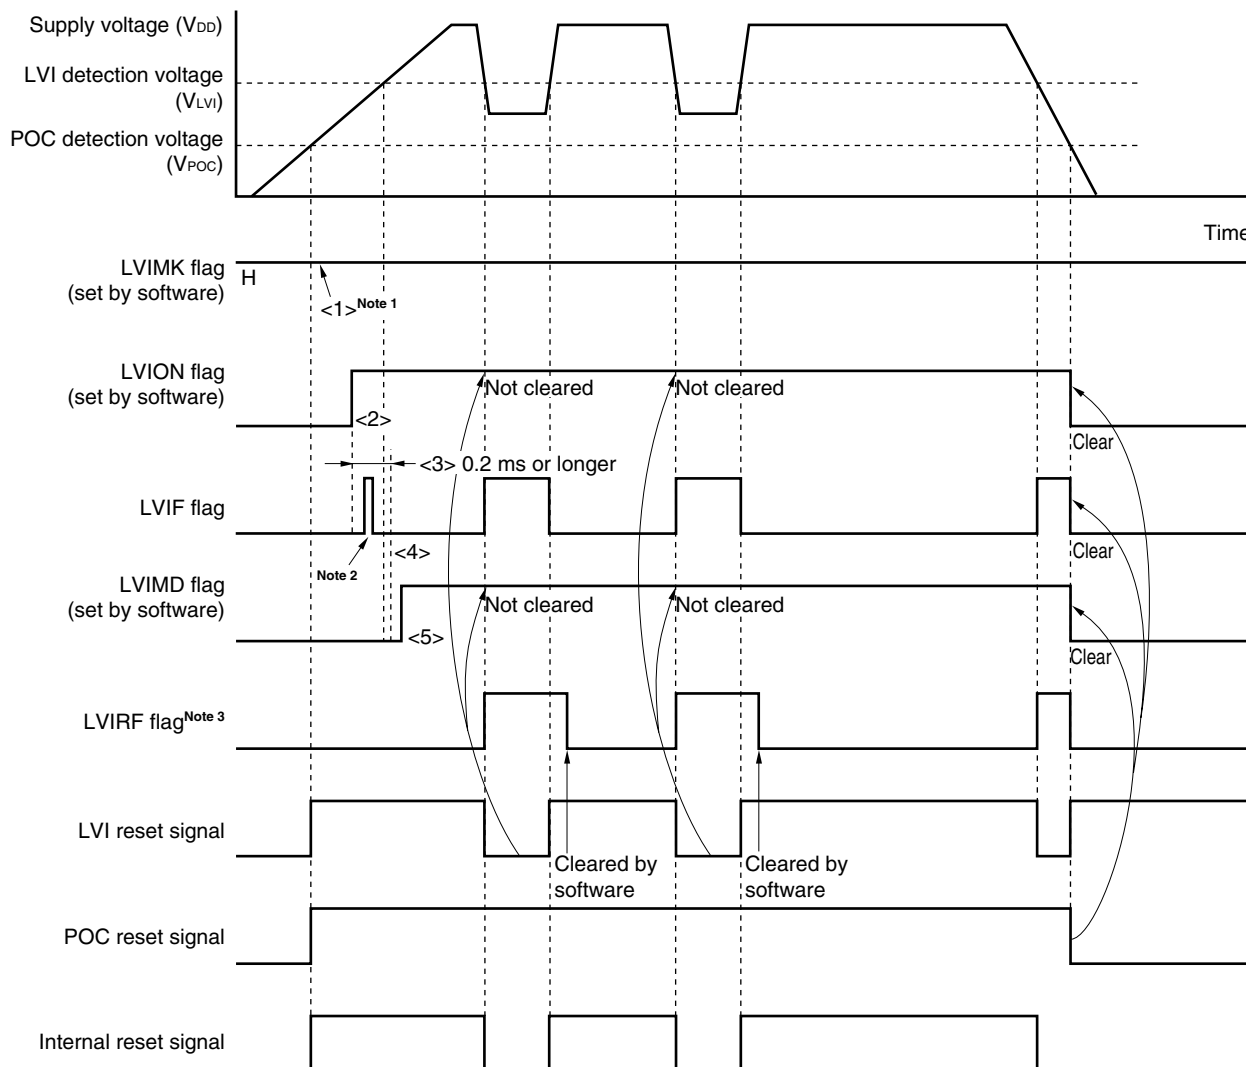 Supply voltage (VDD)
LVI detection voltage
(VLVI)
POC detection voltage
(VPOC)
Time
LVIMK flag
(set by software)
H
<1>Note 1
LVION flag
(set by software)
Not cleared
Not cleared
<2>
Clear
<3> 0.2 ms or longer
LVIF flag
Note 2
<4>
Clear
LVIMD flag
(set by software)
Not cleared
Not cleared
<5>
Clear
LVIRF flagNote 3
LVI reset signal
Cleared by
software
Cleared by
software
POC reset signal
Internal reset signal